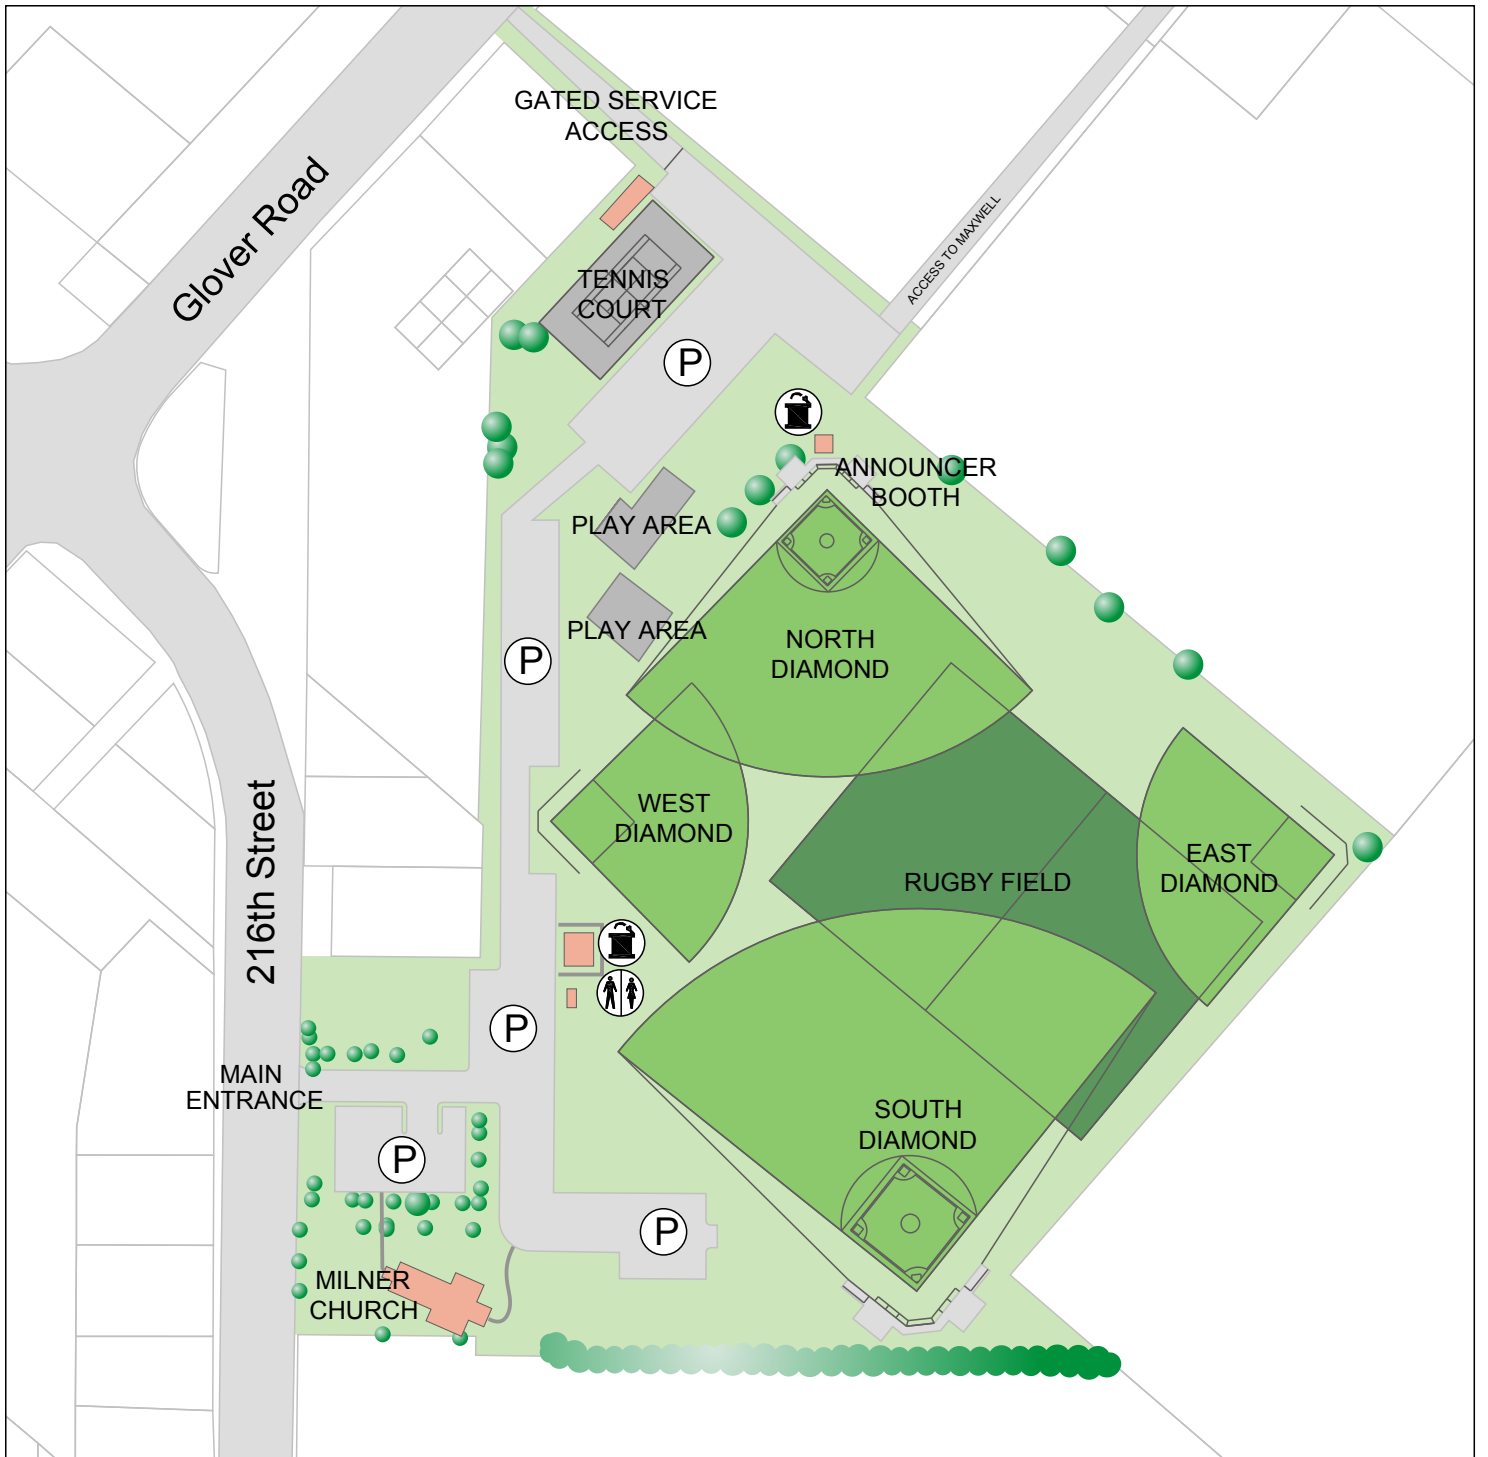 GATED SERVICE
ACCESS
Glover Road
ACCESS TO MAXWELL
TENNIS
COURT
P
ANNOUNCER
BOOTH
PLAY AREA
PLAY AREA
NORTH
DIAMOND
P
WEST
DIAMOND
216th Street
RUGBY FIELD
EAST
DIAMOND
P
MAIN
ENTRANCE
SOUTH
DIAMOND
P
P
MILNER
CHURCH